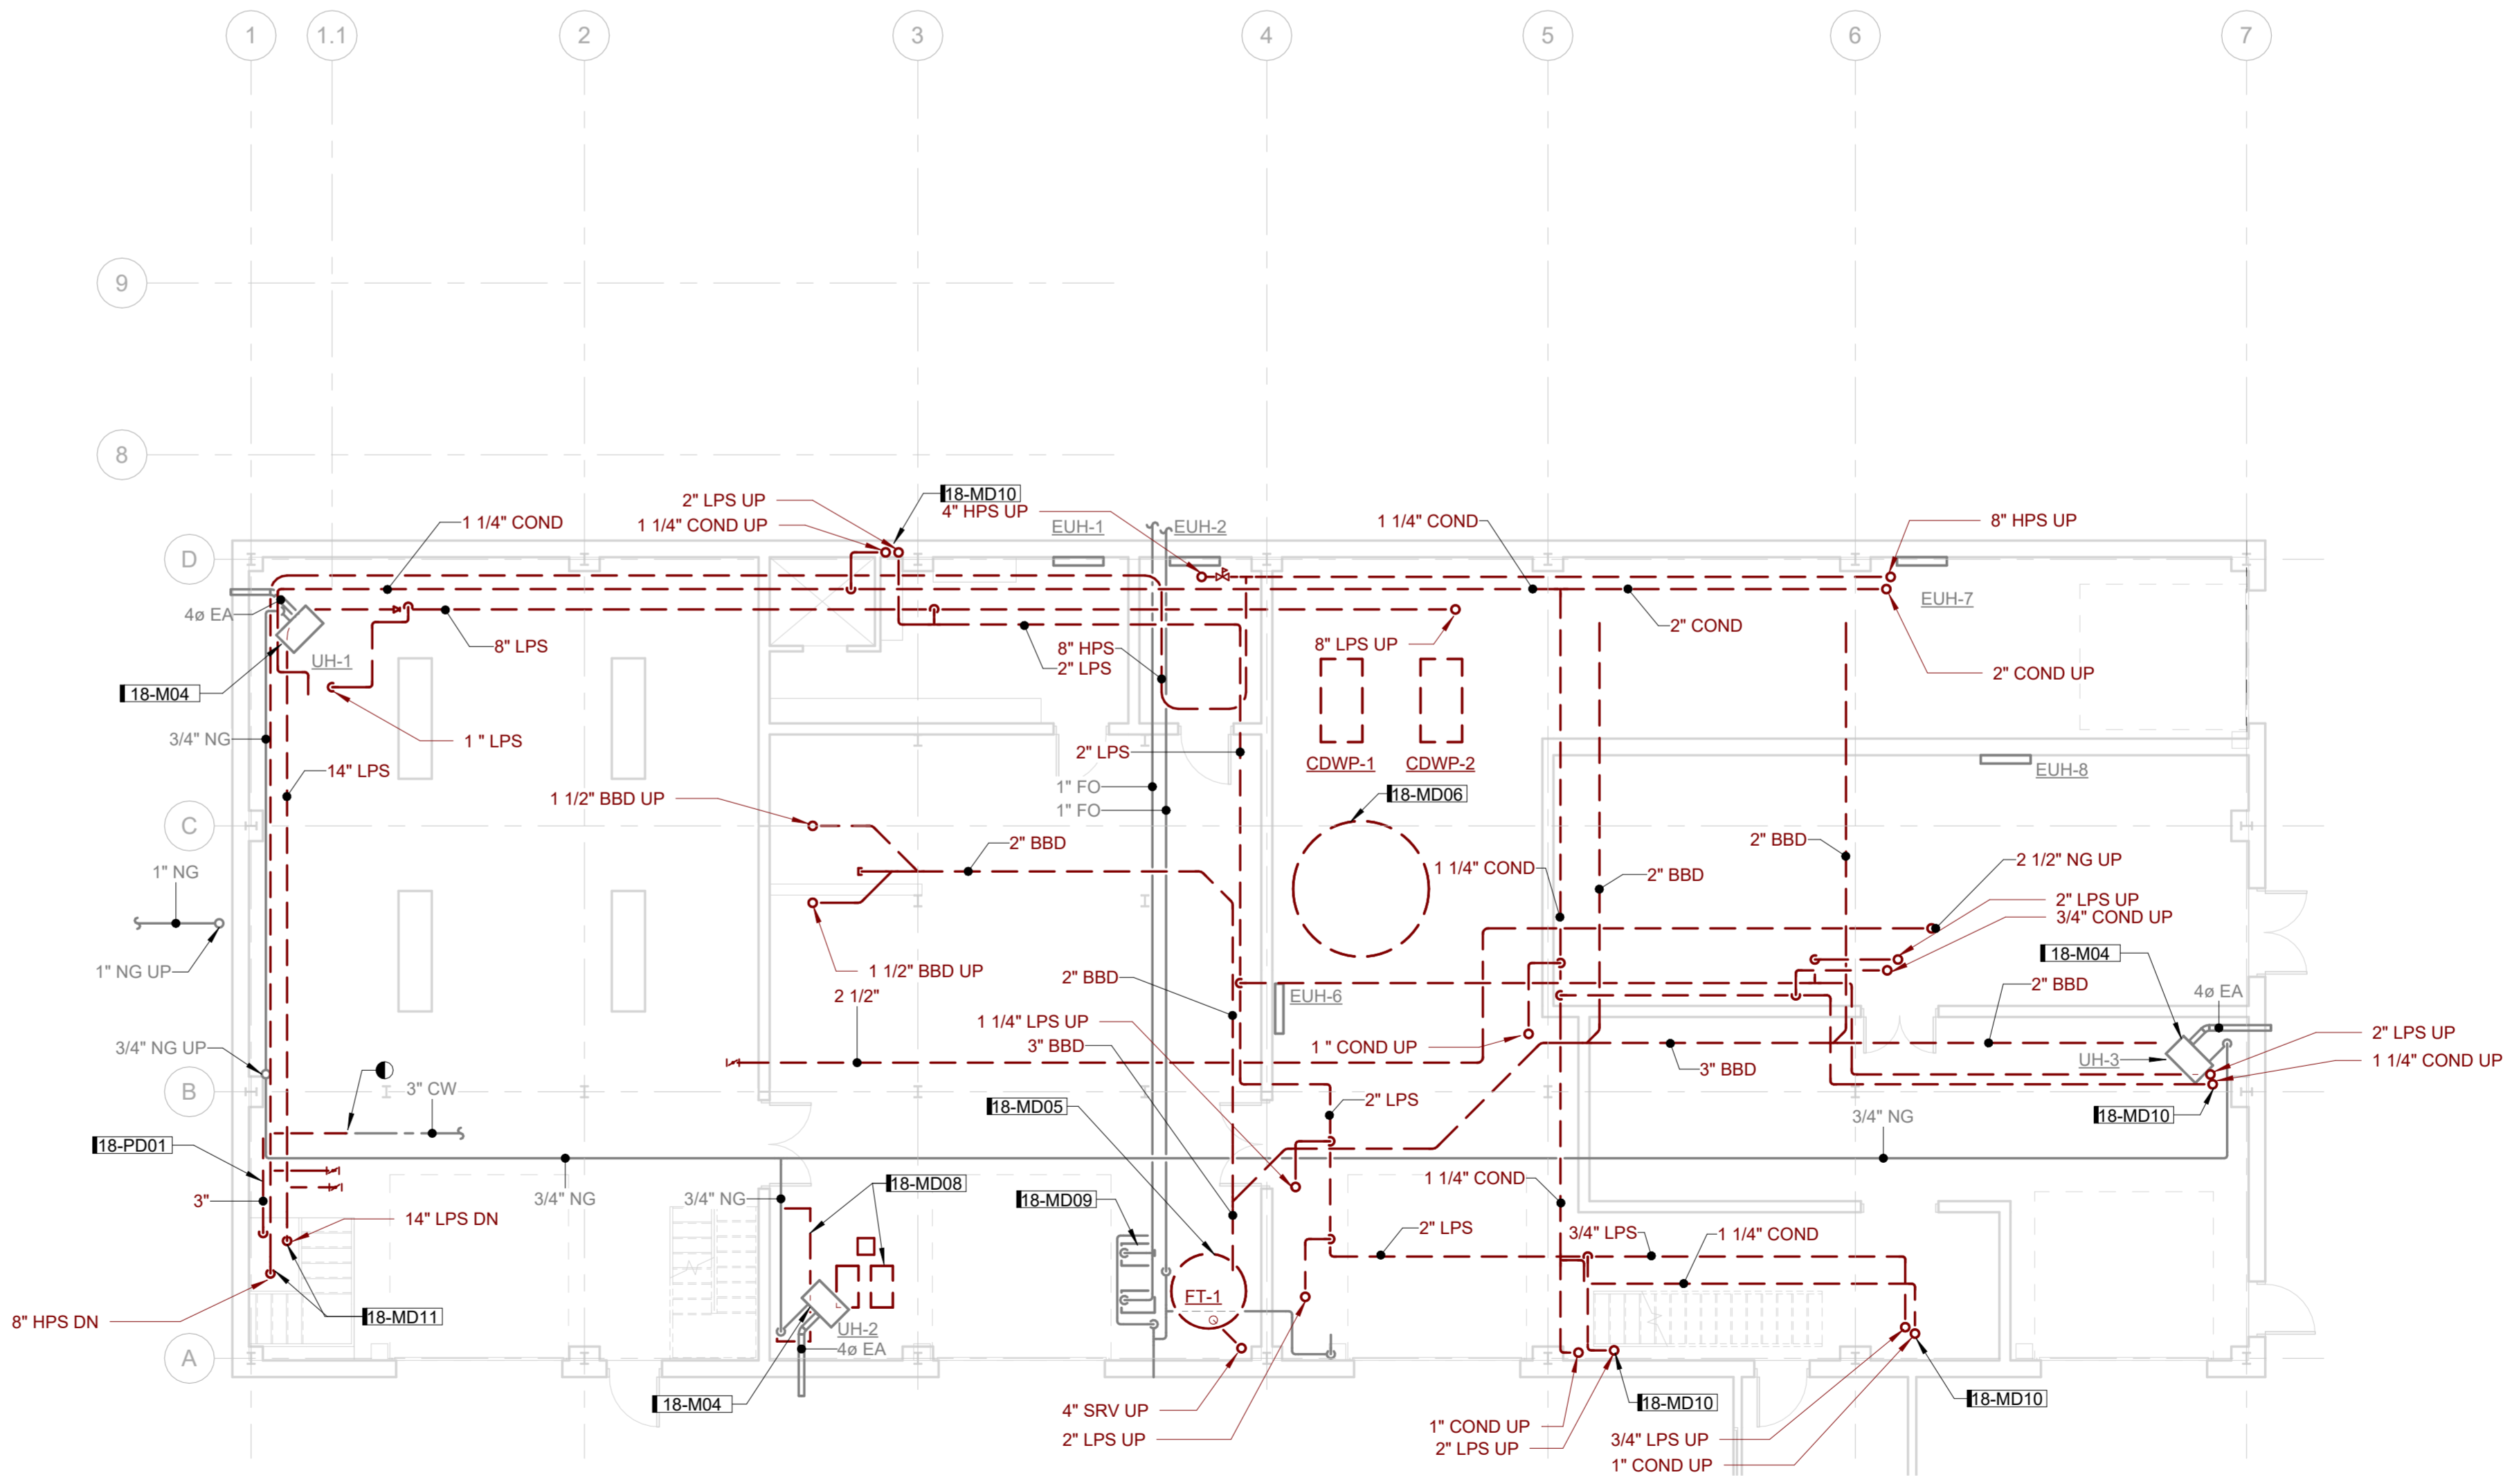 1
1.1
2
3
4
5
6
7
9
8
D
C
B
A
2" LPS UP
18-MD10
1 1/4" COND
1 1/4" COND UP
4" HPS UP
EUH-1
EUH-2
1 1/4" COND
8" HPS UP
4ø EA
EUH-7
2" COND
8" LPS
8" HPS
8" LPS UP
UH-1
2" LPS
2" COND UP
18-M04
3/4" NG
1 " LPS
2" LPS
CDWP-1
CDWP-2
14" LPS
EUH-8
1" FO
1 1/2" BBD UP
18-MD06
1" FO
2" BBD
2" BBD
1" NG
1 1/4" COND
2" BBD
2 1/2" NG UP
2" LPS UP
3/4" COND UP
1" NG UP
1 1/2" BBD UP
2" BBD
18-M04
2 1/2"
EUH-6
2" BBD
4ø EA
1 1/4" LPS UP
3/4" NG UP
3" BBD
1 " COND UP
2" LPS UP
UH-3
1 1/4" COND UP
3" BBD
3" CW
18-MD05
2" LPS
3/4" NG
18-MD10
18-PD01
3"
3/4" NG
3/4" NG
18-MD08
18-MD09
1 1/4" COND
14" LPS DN
2" LPS
3/4" LPS
1 1/4" COND
FT-1
8" HPS DN
18-MD11
UH-2
4ø EA
18-M04
4" SRV UP
2" LPS UP
1" COND UP
2" LPS UP
18-MD10
18-MD10
3/4" LPS UP
1" COND UP